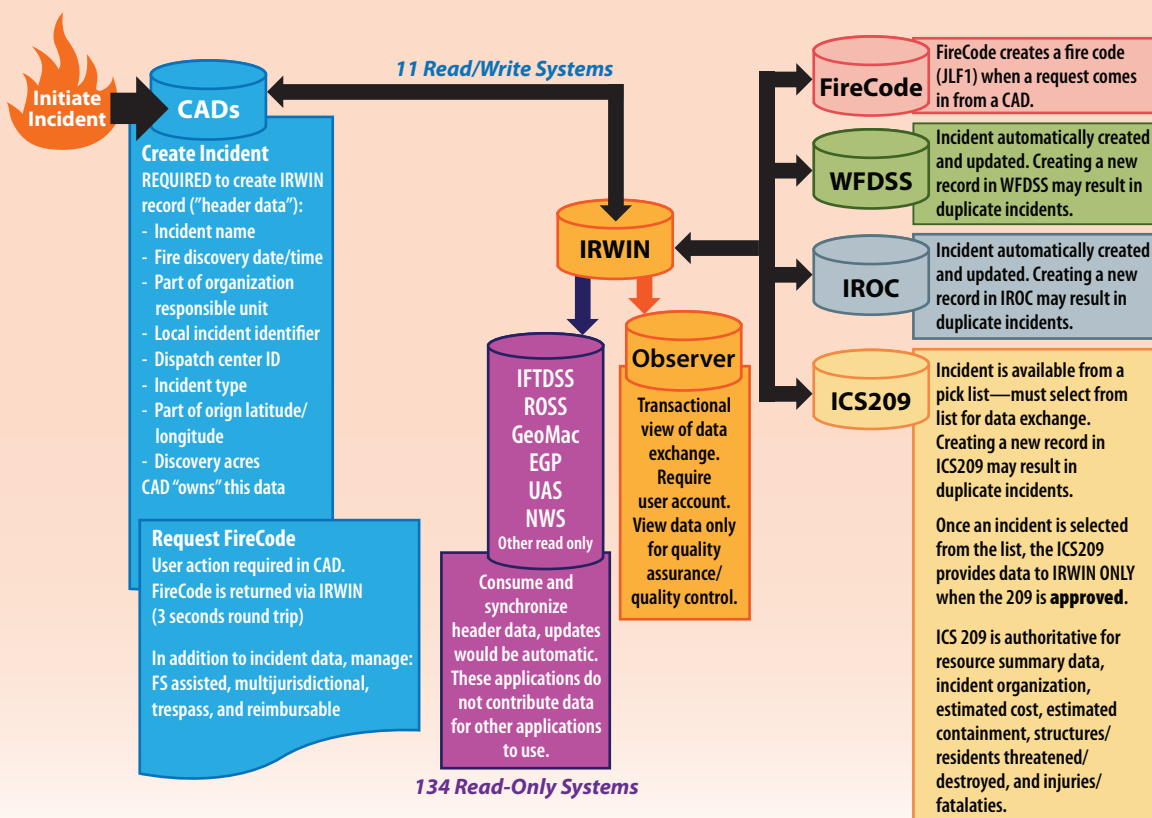 Initiate
Incident
CADs
11 Read/Write Systems
Create Incident
REQUIRED to create IRWIN
record ("header data"):
- Incident name
- Fire discovery date/time
- Part of organization
responsible unit
- Local incident identifier
- Dispatch center ID
- Incident type
- Part of orign latitude/
longitude
- Discovery acres
CAD "owns" this data
Request FireCode
User action required in CAD.
FireCode is returned via IRWIN
(3 seconds round trip)
In addition to incident data, manage:
FS assisted, multijurisdictional,
trespass, and reimbursable
IRWIN
IFTDSS
ROSS
GeoMac
EGP
UAS
NWS
Other read only
Consume and
synchronize
header data, updates
would be automatic.
These applications do
not contribute data
for other applications
to use.
134 Read-Only Systems
Observer
Transactional
view of data
exchange.
Require
user account.
View data only
for quality
assurance/
quality control.
FireCode
FireCode creates a fire code
(JLF1) when a request comes
in from a CAD.
WFDSS
Incident automatically created
and updated. Creating a new
record in WFDSS may result in
duplicate incidents.
IROC
Incident automatically created
and updated. Creating a new
record in IROC may result in
duplicate incidents.
ICS209
Incident is available from a
pick list—must select from
list for data exchange.
Creating a new record in
ICS209 may result in
duplicate incidents.
Once an incident is selected
from the list, the ICS209
provides data to IRWIN ONLY
when the 209 is approved.
ICS 209 is authoritative for
resource summary data,
incident organization,
estimated cost, estimated
containment, structures/
residents threatened/
destroyed, and injuries/
fatalaties.